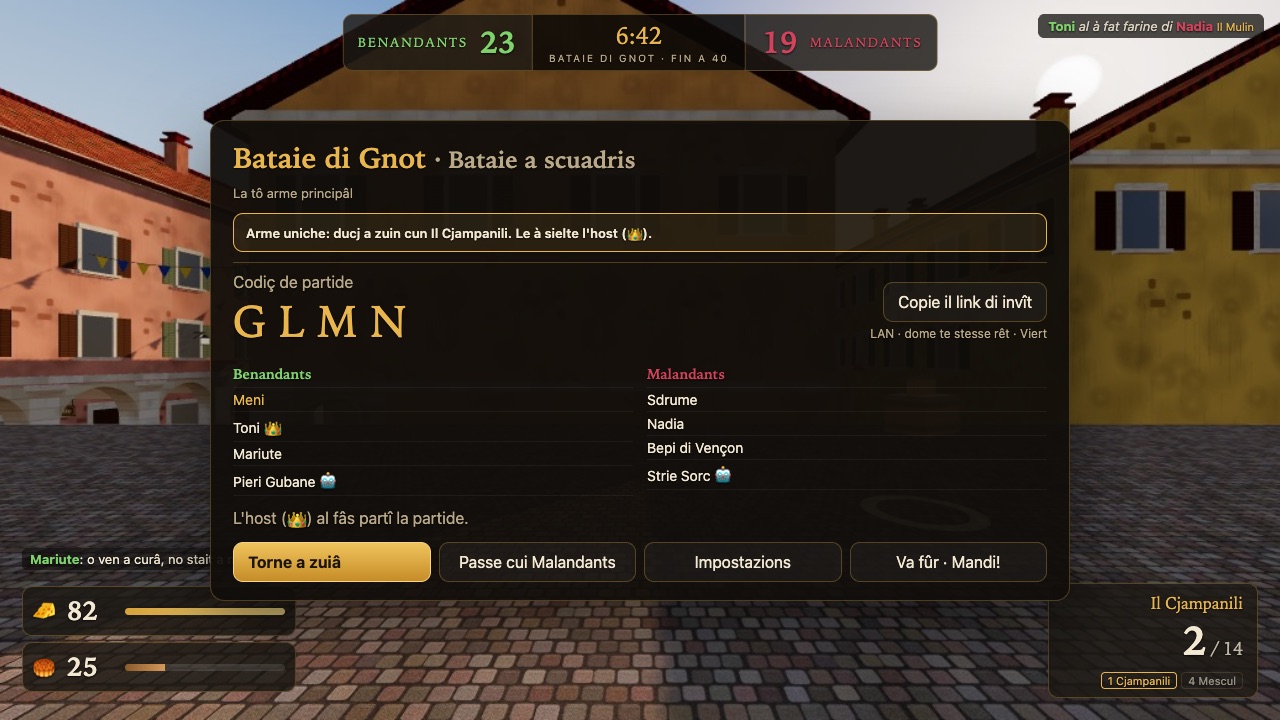 BENANDANTS 23
6:42
BATAIE DI GNOT · FIN A 40
19 MALANDANTS
Toni al à fat farine di Nadia Il Mulin
Bataie di Gnot · Bataie a scuadris
La tô arme principâl
Arme uniche: ducj a zuin cun Il Cjampanili. Le à sielte l'host (👑).
Codiç de partide
GLMN
Copie il link di invît
LAN · dome te stesse rêt · Viert
Benandants
Meni
Toni 👑
Mariute
Pieri Gubane 🤖
Malandants
Sdrume
Nadia
Bepi di Vençon
Strie Sorc 🤖
L'host (👑) al fâs partî la partide.
Torne a zuiâ
Passe cui Malandants
Impostazions
Va fûr · Mandi!
Mariute: o ven a curâ, no stait a
82
25
Il Cjampanili
2 / 14
1 Cjampanili
4 Mescul